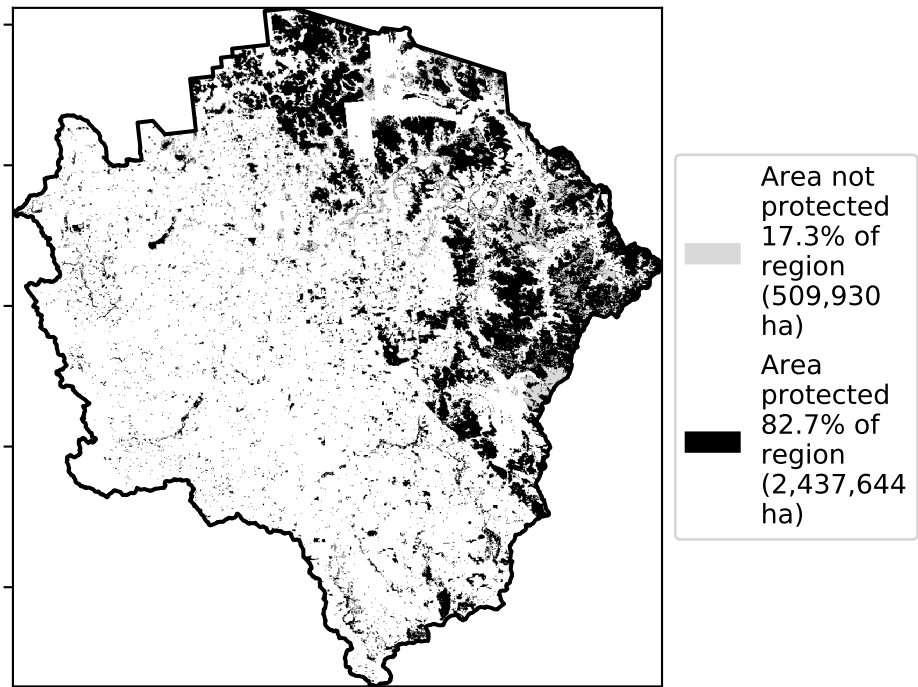 Area not
protected
17.3% of
region
(509,930
ha)
Area
protected
82.7% of
region
(2,437,644
ha)